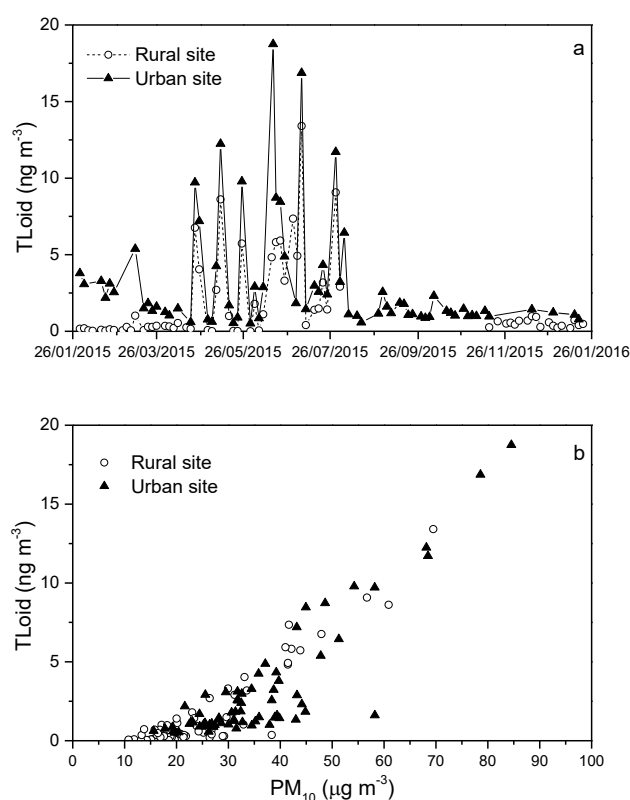 20
a
Rural site
Urban site
15
10
5
0
TLoid (ng m-3)
26/01/2015 26/03/2015 26/05/2015 26/07/2015 26/09/2015 26/11/2015 26/01/2016
20
b
Rural site
Urban site
15
10
5
0
TLoid (ng m-3)
0 10 20 30 40 50 60 70 80 90 100
PM10 (μg m-3)